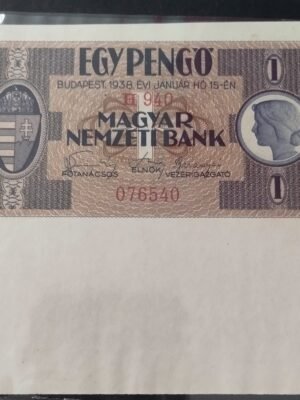 EGY PENGŐ
BUDAPEST, 1938. ÉVI JANUÁR HÓ 15-ÉN
940
MAGYAR
NEMZETI BANK
FŐTANÁCSOS ELNÖK VEZÉRIGAZGATÓ
076540
1
1